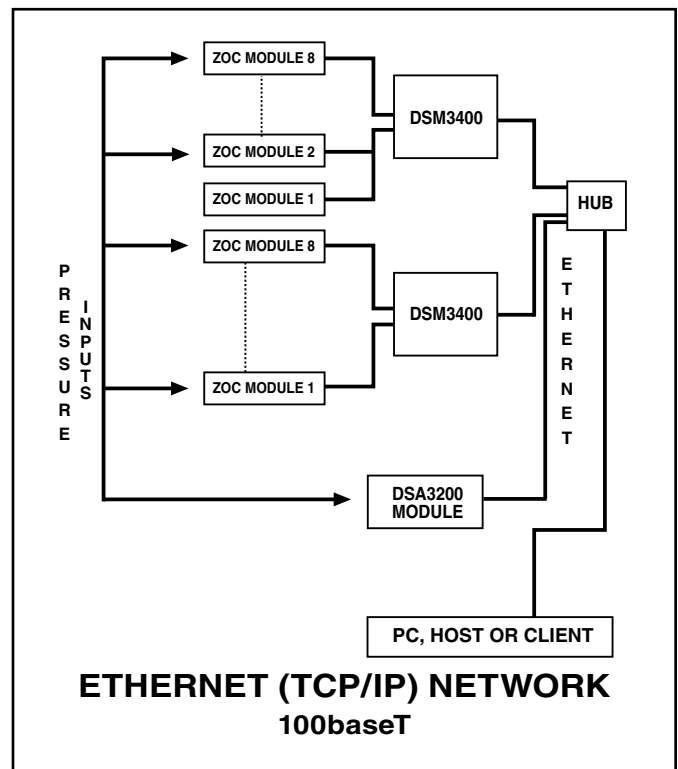 ZOC MODULE 8
DSM3400
ZOC MODULE 2
ZOC MODULE 1
HUB
ZOC MODULE 8
PRESSURE
INPUTS
DSM3400
ETHERNET
ZOC MODULE 1
DSA3200
MODULE
PC, HOST OR CLIENT
ETHERNET (TCP/IP) NETWORK
100baseT